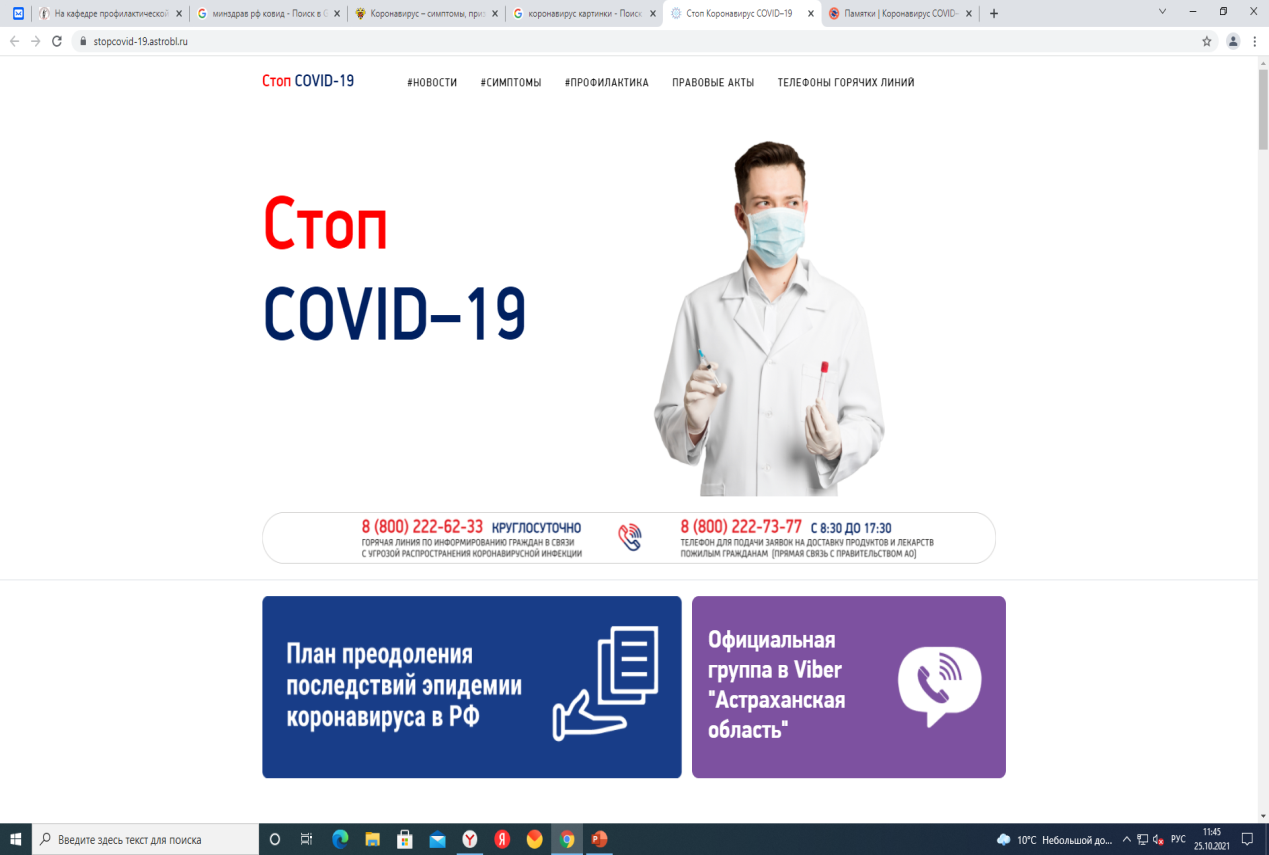 На кафедре профилактической
минздрав рф ковид - Поиск в G
Коронавирус – симптомы, приз
коронавирус картинки - Поиск
Стоп Коронавирус COVID–19
Памятки | Коронавирус COVID-
stopcovid-19.astrobl.ru
Стоп COVID-19
#НОВОСТИ
#СИМПТОМЫ
#ПРОФИЛАКТИКА
ПРАВОВЫЕ АКТЫ
ТЕЛЕФОНЫ ГОРЯЧИХ ЛИНИЙ
Стоп
COVID–19
8 (800) 222-62-33 КРУГЛОСУТОЧНО
ГОРЯЧАЯ ЛИНИЯ ПО ИНФОРМИРОВАНИЮ ГРАЖДАН В СВЯЗИ
С УГРОЗОЙ РАСПРОСТРАНЕНИЯ КОРОНАВИРУСНОЙ ИНФЕКЦИИ
8 (800) 222-73-77 С 8:30 ДО 17:30
ТЕЛЕФОН ДЛЯ ПОДАЧИ ЗАЯВОК НА ДОСТАВКУ ПРОДУКТОВ И ЛЕКАРСТВ
ПОЖИЛЫМ ГРАЖДАНАМ (ПРЯМАЯ СВЯЗЬ С ПРАВИТЕЛЬСТВОМ АО)
План преодоления
последствий эпидемии
коронавируса в РФ
Официальная
группа в Viber
"Астраханская
область"
Введите здесь текст для поиска
10°C Небольшой до...
РУС
11:45
25.10.2021